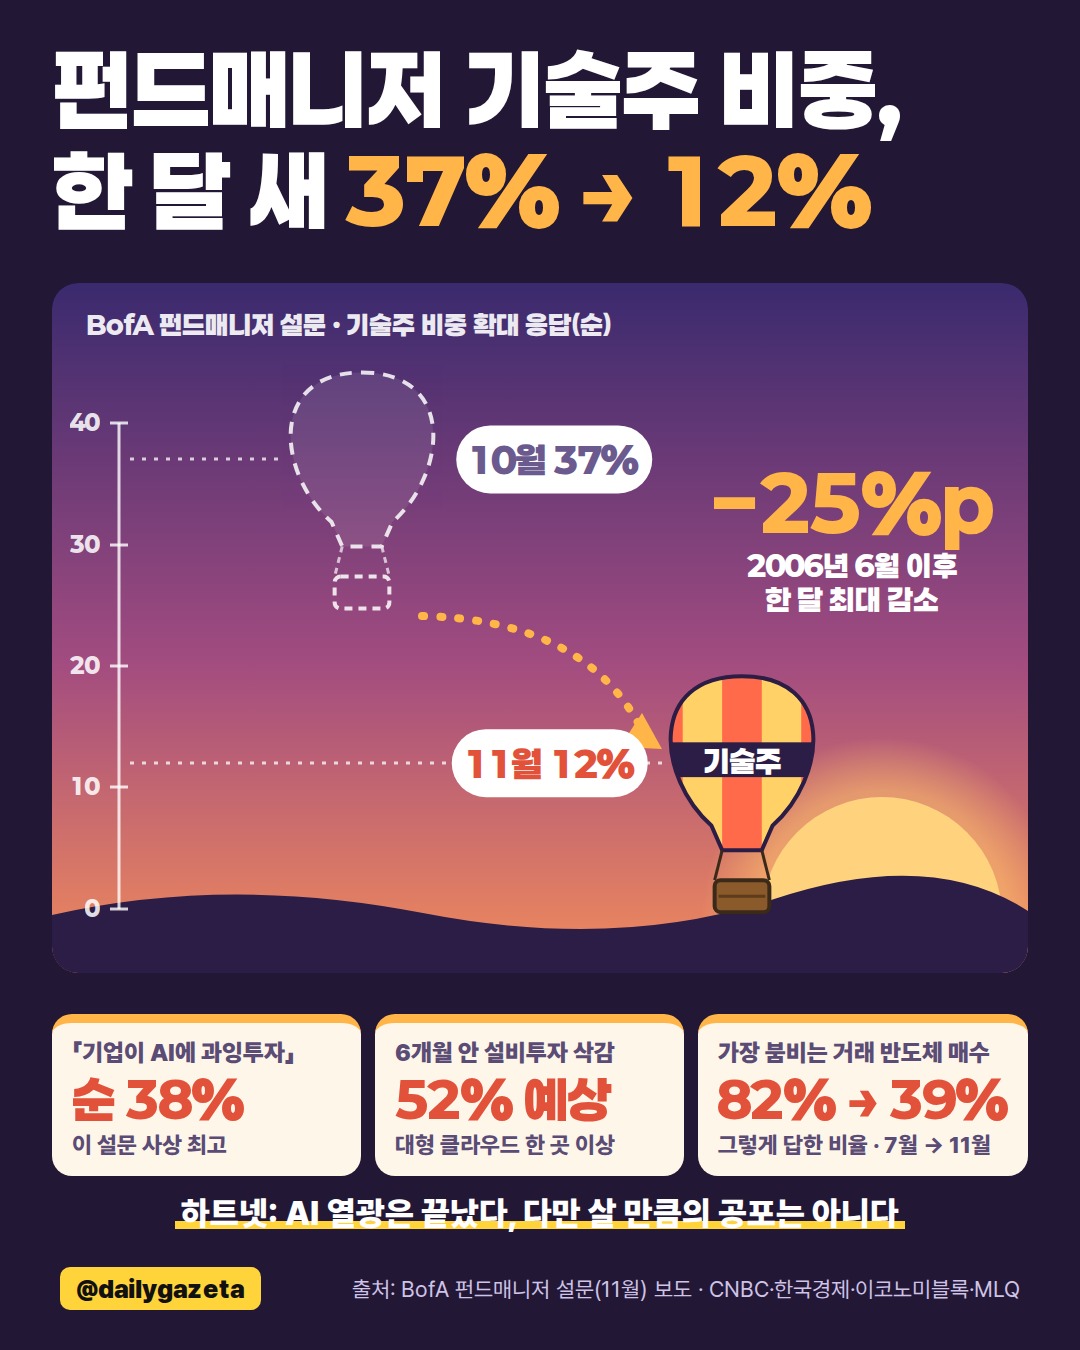 펀드매니저 기술주 비중,
한 달 새 37% → 12%
BofA 펀드매니저 설문 · 기술주 비중 확대 응답(순)
40
10월 37%
-25%p
30
2006년 6월 이후
한 달 최대 감소
20
11월 12%
기술주
10
0
「기업이 AI에 과잉투자」
순 38%
이 설문 사상 최고
6개월 안 설비투자 삭감
52% 예상
대형 클라우드 한 곳 이상
가장 붐비는 거래 반도체 매수
82% → 39%
그렇게 답한 비율 · 7월 → 11월
하트넷: AI 열광은 끝났다, 다만 살 만큼의 공포는 아니다
@dailygazeta
출처: BofA 펀드매니저 설문(11월) 보도 · CNBC·한국경제·이코노미블록·MLQ